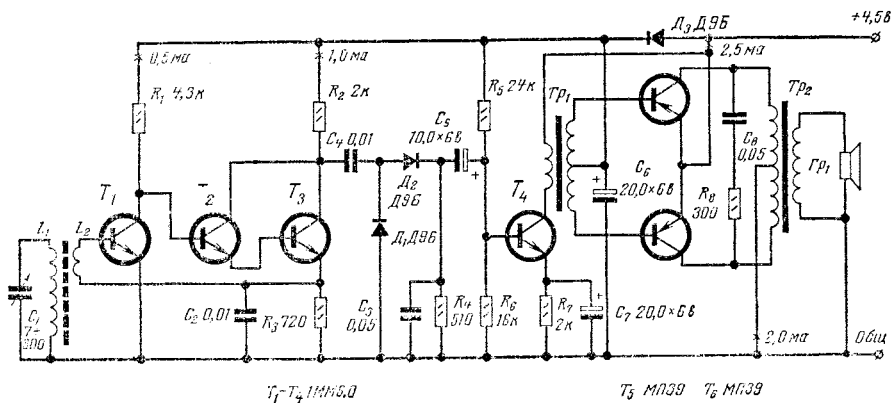 Д₃ Д9Б
+4,5в
0,5 ма
1,0 ма
2,5 ма
R₁ 4,3к
R₂ 2к
R₅ 24к
Тр₁
Тр₂
C₄ 0,01
C₅
10,0×6в
+
Д₂
Д9Б
C₆
20,0×6в
+
C₈
0,05
Гр₁
T₁
T₂
T₃
T₄
R₈
300
L₁
L₂
Д₁ Д9Б
C₁
C₂ 0,01
R₃ 720
C₃
0,05
R₄
510
R₆
16к
R₇
2к
+
C₇ 20,0×6в
2,0 ма
Общ
T₅ МП39
T₆ МП39